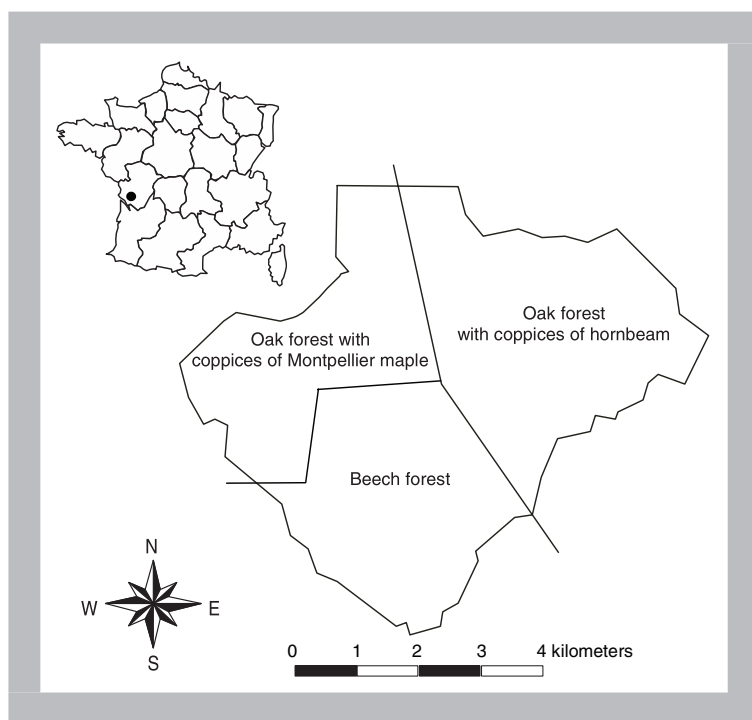 Oak forest
with coppices of hornbeam
Oak forest with
coppices of Montpellier maple
Beech forest
N
W
E
S
0 1 2 3 4 kilometers